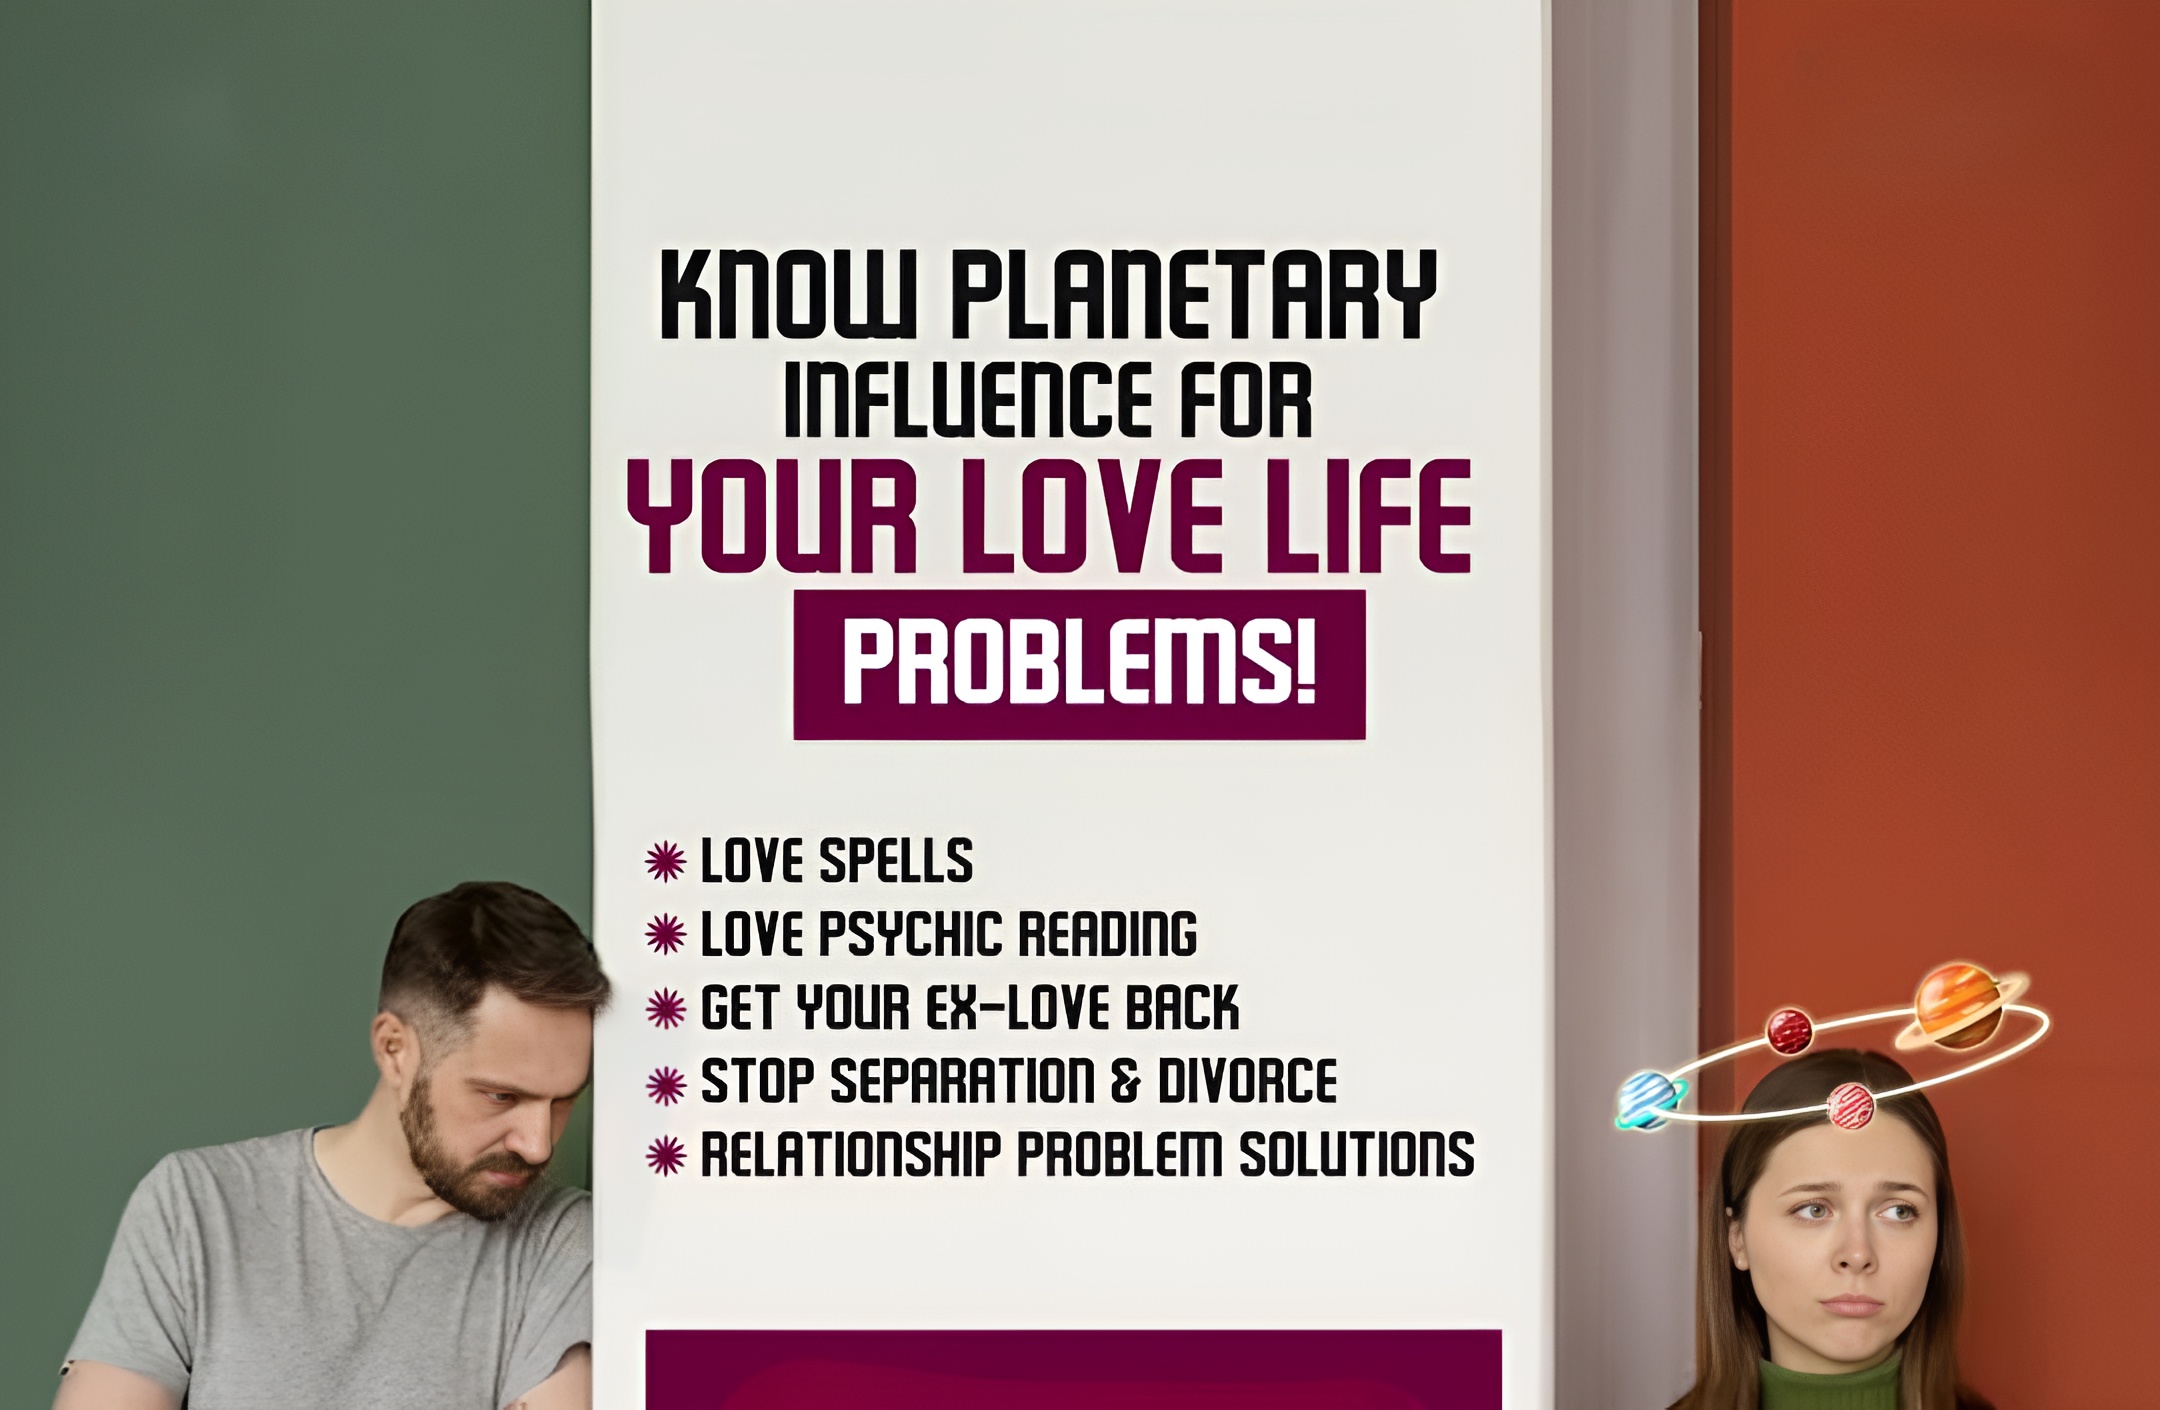 KNOW PLANETARY
INFLUENCE FOR
YOUR LOVE LIFE
PROBLEMS!
LOVE SPELLS
LOVE PSYCHIC READING
GET YOUR EX-LOVE BACK
STOP SEPARATION & DIVORCE
RELATIONSHIP PROBLEM SOLUTIONS